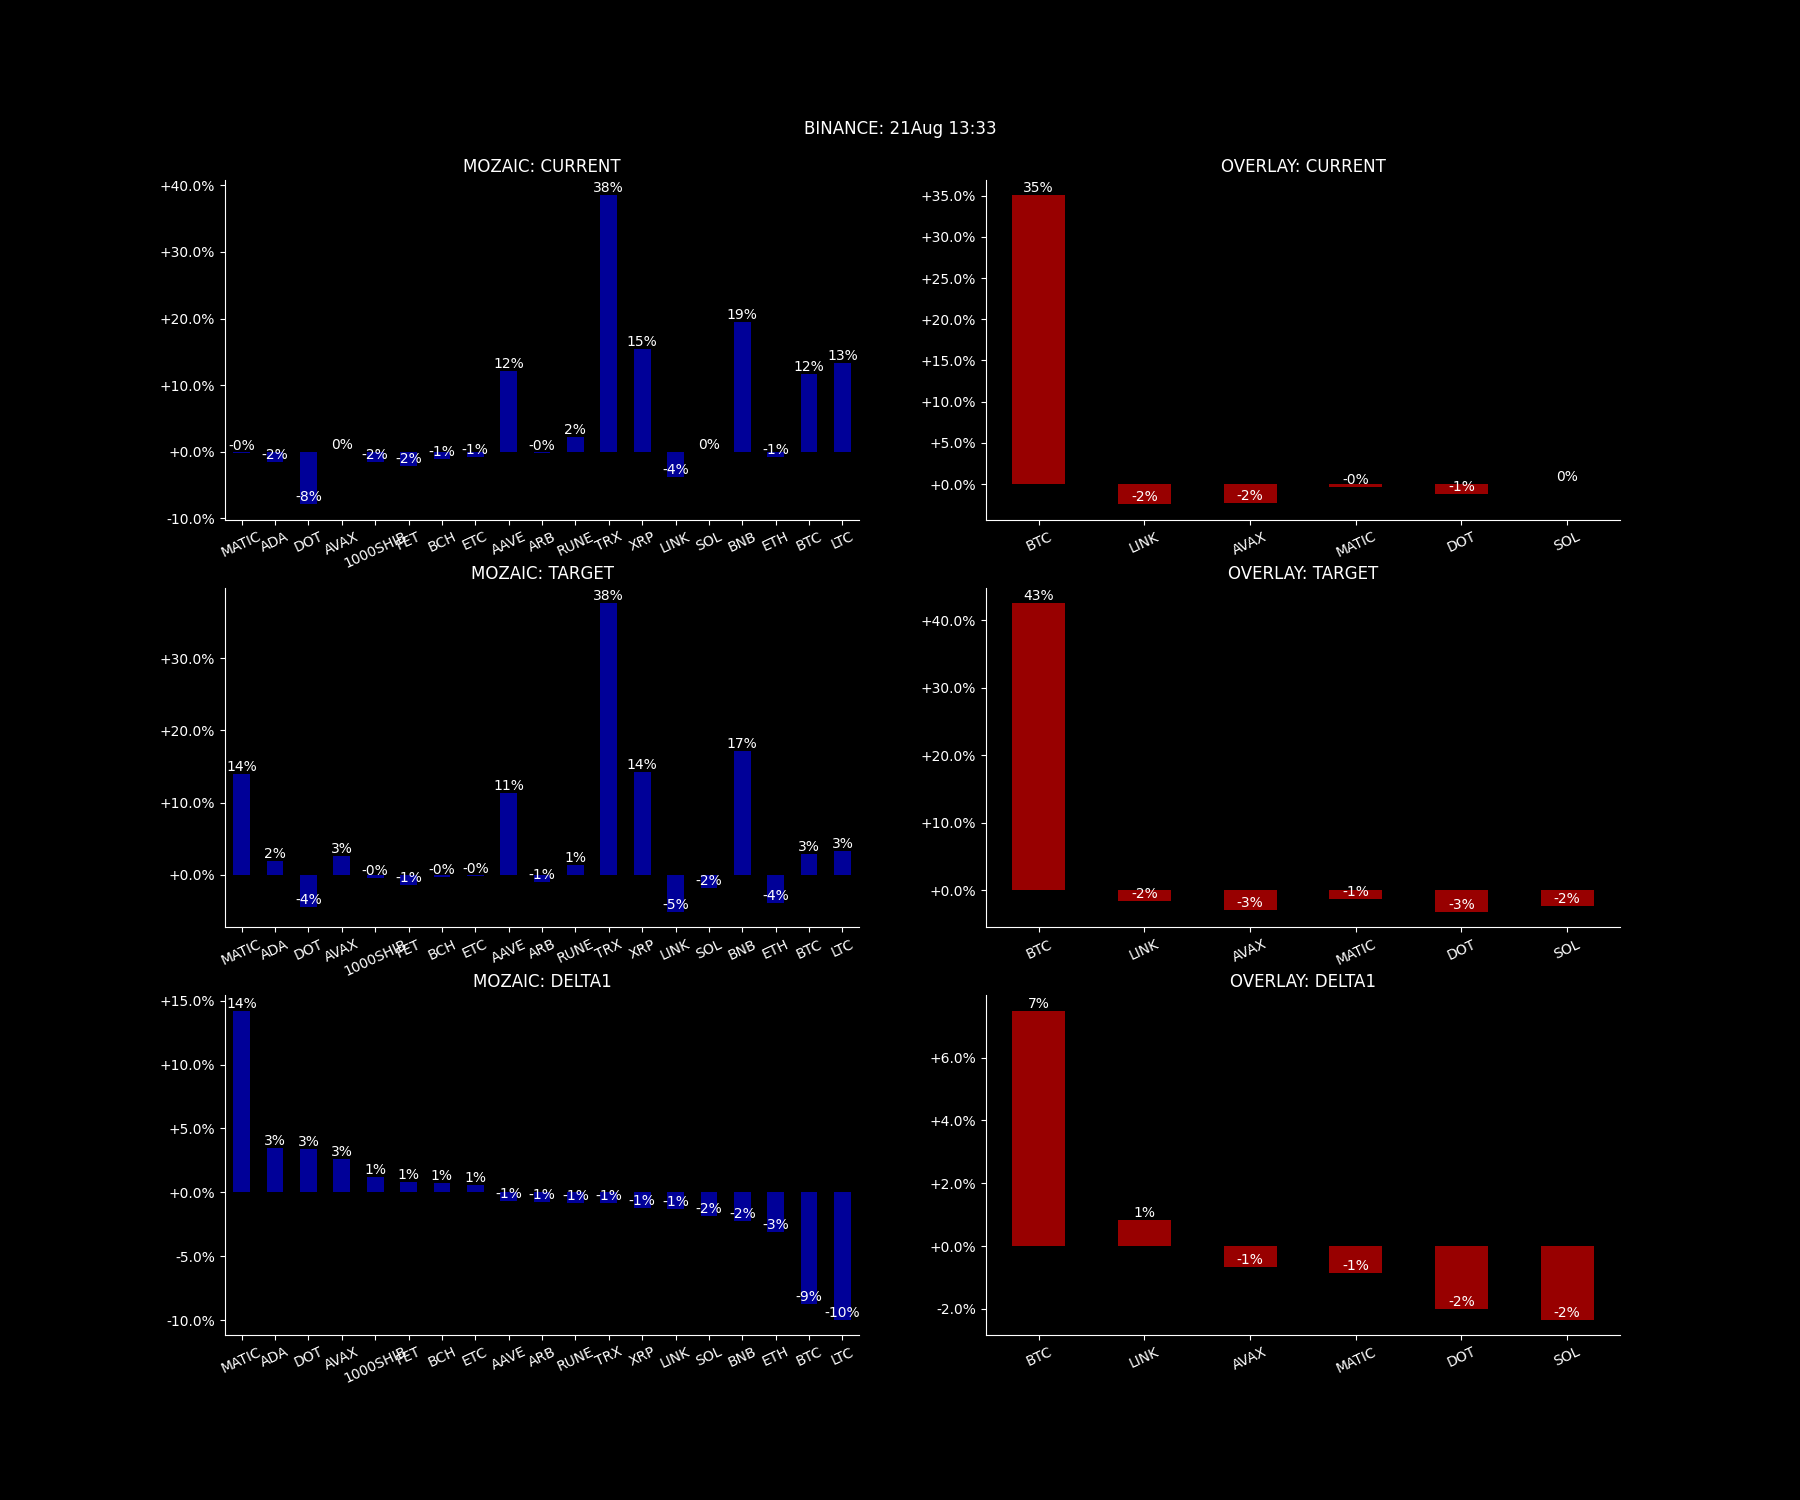 BINANCE: 21Aug 13:33
MOZAIC: CURRENT
+40.0%
+30.0%
+20.0%
+10.0%
+0.0%
-10.0%
-0% -2% -8% 0% -2% -2% -1% -1% 12% -0% 2% 38% 15% -4% 0% 19% -1% 12% 13%
MATIC ADA DOT AVAX 1000SHIB FET BCH ETC AAVE ARB RUNE TRX XRP LINK SOL BNB ETH BTC LTC
OVERLAY: CURRENT
+35.0%
+30.0%
+25.0%
+20.0%
+15.0%
+10.0%
+5.0%
+0.0%
35% -2% -2% -0% -1% 0%
BTC LINK AVAX MATIC DOT SOL
MOZAIC: TARGET
+30.0%
+20.0%
+10.0%
+0.0%
14% 2% -4% 3% -0% -1% -0% -0% 11% -1% 1% 38% 14% -5% -2% 17% -4% 3% 3%
MATIC ADA DOT AVAX 1000SHIB FET BCH ETC AAVE ARB RUNE TRX XRP LINK SOL BNB ETH BTC LTC
OVERLAY: TARGET
+40.0%
+30.0%
+20.0%
+10.0%
+0.0%
43% -2% -3% -1% -3% -2%
BTC LINK AVAX MATIC DOT SOL
MOZAIC: DELTA1
+15.0%
+10.0%
+5.0%
+0.0%
-5.0%
-10.0%
14% 3% 3% 3% 1% 1% 1% 1% -1% -1% -1% -1% -1% -1% -2% -2% -3% -9% -10%
MATIC ADA DOT AVAX 1000SHIB FET BCH ETC AAVE ARB RUNE TRX XRP LINK SOL BNB ETH BTC LTC
OVERLAY: DELTA1
+6.0%
+4.0%
+2.0%
+0.0%
-2.0%
7% 1% -1% -1% -2% -2%
BTC LINK AVAX MATIC DOT SOL